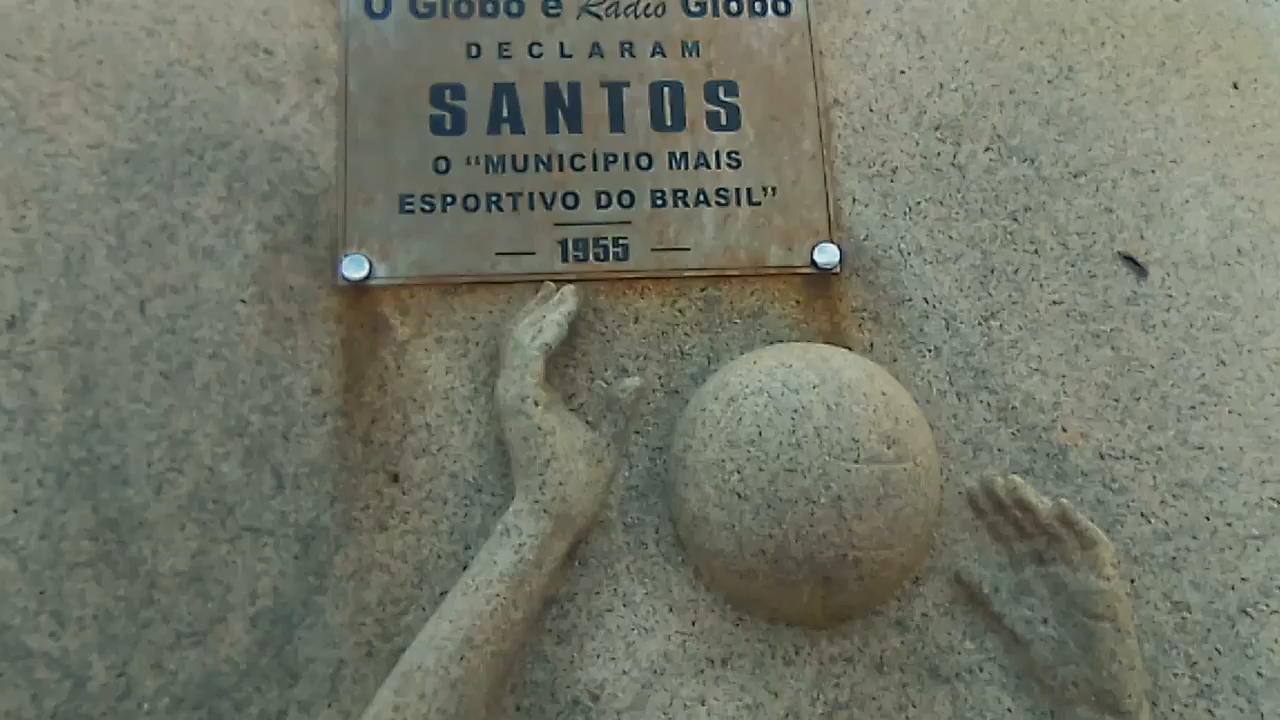 O Globo e Rádio Globo
DECLARAM
SANTOS
O “MUNICÍPIO MAIS
ESPORTIVO DO BRASIL”
1955